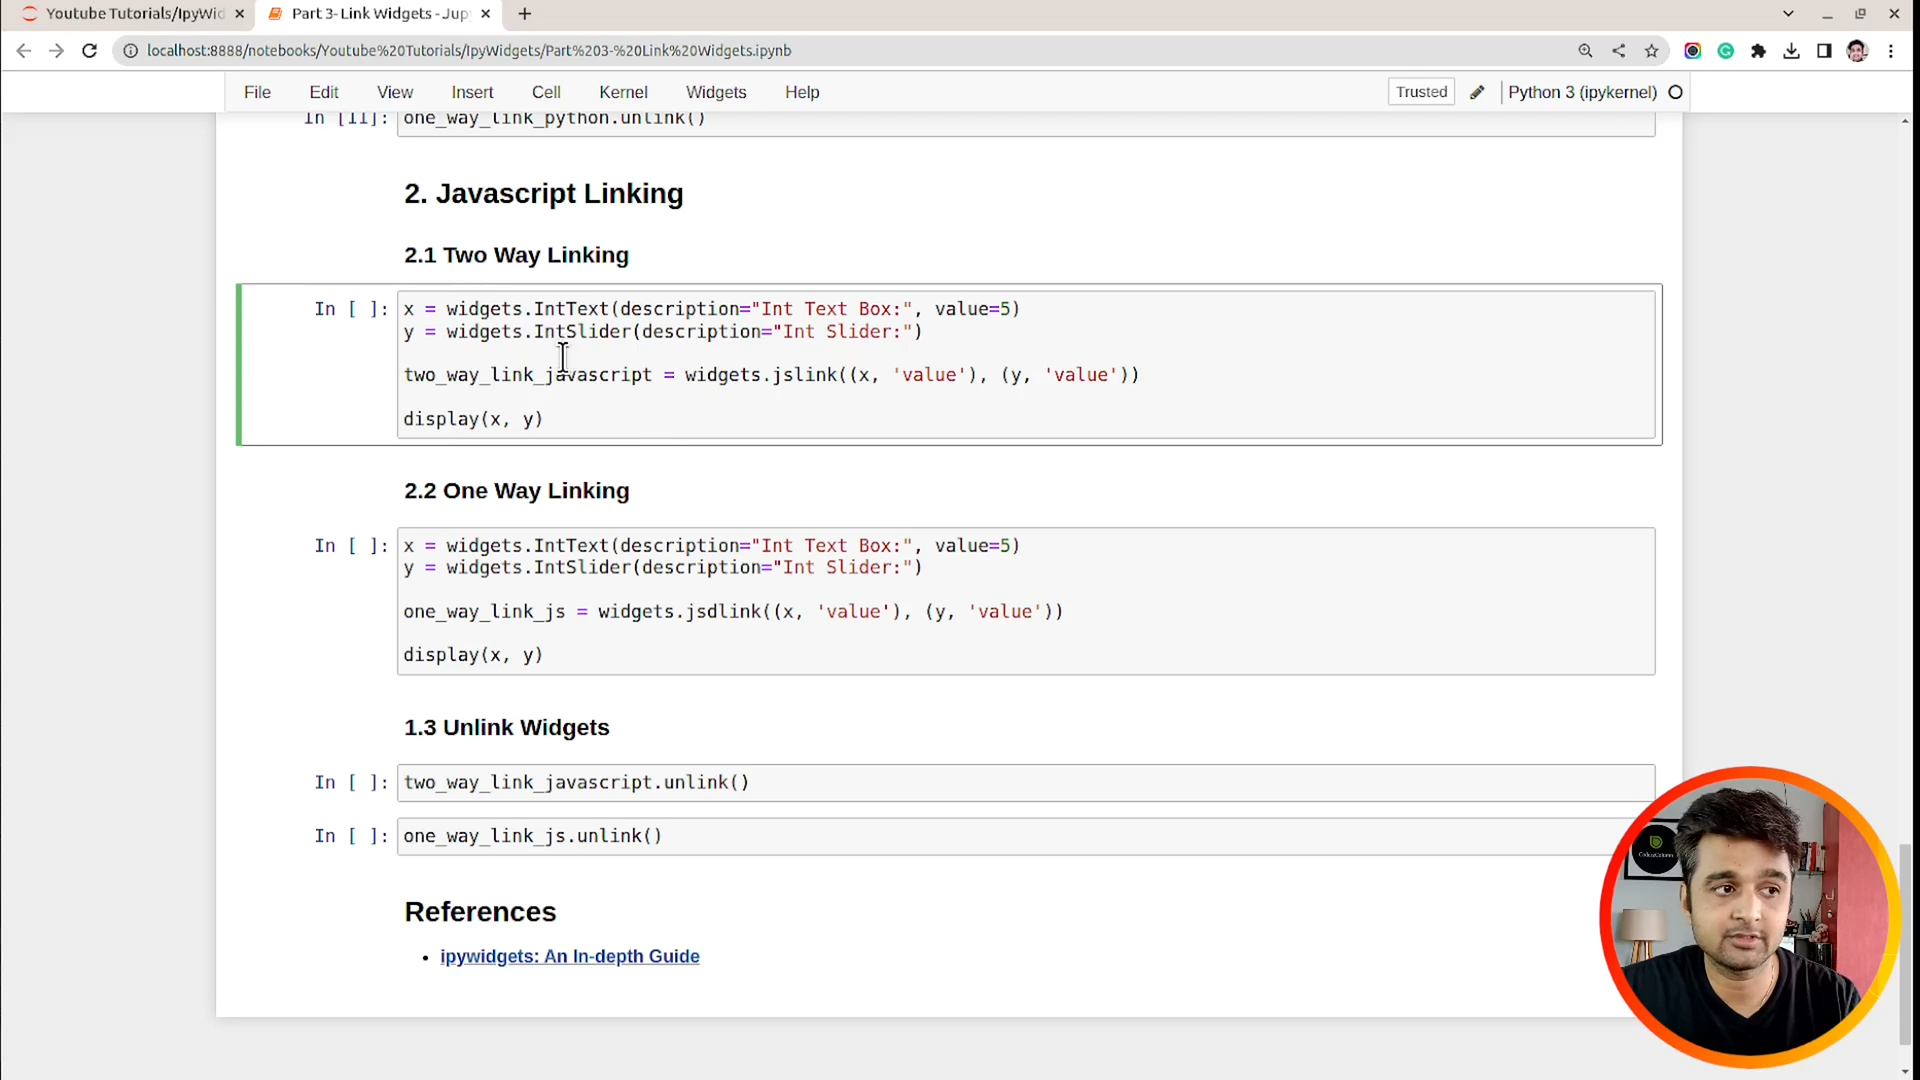 Youtube Tutorials/IpyWid
Part 3- Link Widgets - Jup
localhost:8888/notebooks/Youtube%20Tutorials/IpyWidgets/Part%203-%20Link%20Widgets.ipynb
File Edit View Insert Cell Kernel Widgets Help Trusted Python 3 (ipykernel)
In [11]: one_way_link_python.unlink()
2. Javascript Linking
2.1 Two Way Linking
In [ ]: x = widgets.IntText(description="Int Text Box:", value=5)
y = widgets.IntSlider(description="Int Slider:")
two_way_link_javascript = widgets.jslink((x, 'value'), (y, 'value'))
display(x, y)
2.2 One Way Linking
In [ ]: x = widgets.IntText(description="Int Text Box:", value=5)
y = widgets.IntSlider(description="Int Slider:")
one_way_link_js = widgets.jsdlink((x, 'value'), (y, 'value'))
display(x, y)
1.3 Unlink Widgets
In [ ]: two_way_link_javascript.unlink()
In [ ]: one_way_link_js.unlink()
References
• ipywidgets: An In-depth Guide